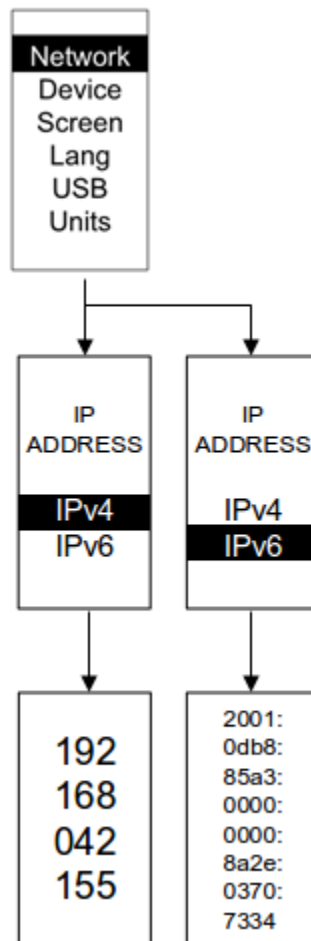 Network
Device
Screen
Lang
USB
Units
IP
ADDRESS
IPv4
IPv6
IP
ADDRESS
IPv4
IPv6
192
168
042
155
2001:
0db8:
85a3:
0000:
0000:
8a2e:
0370:
7334